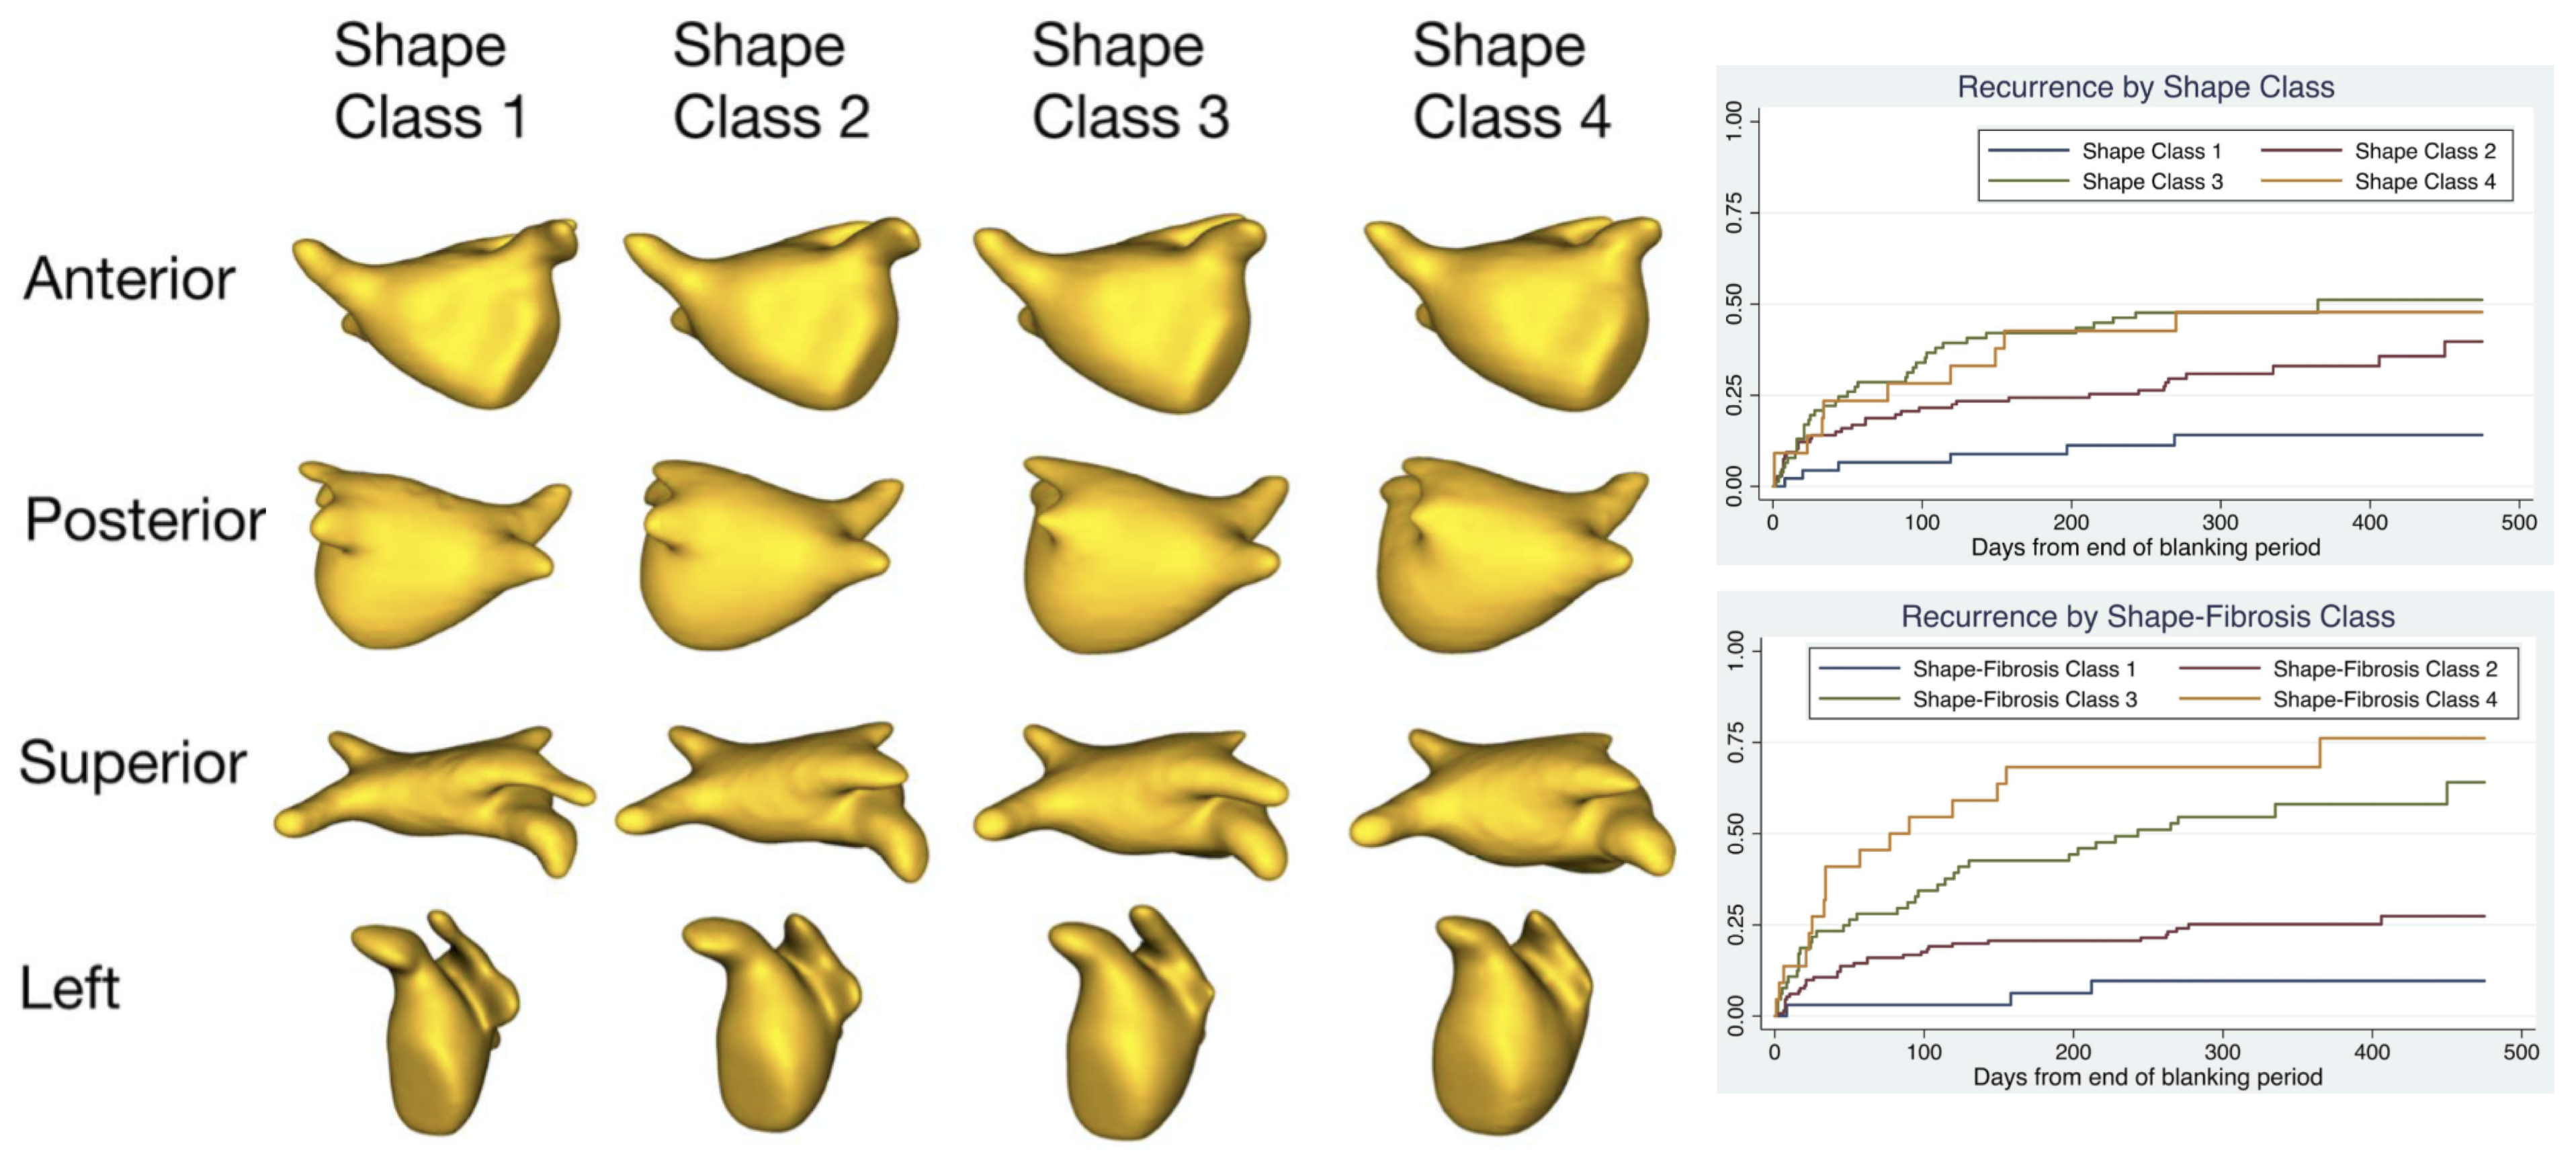 Shape Class 1
Shape Class 2
Shape Class 3
Shape Class 4
Anterior
Posterior
Superior
Left
Recurrence by Shape Class
Shape Class 1
Shape Class 2
Shape Class 3
Shape Class 4
1.00
0.75
0.50
0.25
0.00
0 100 200 300 400 500
Days from end of blanking period
Recurrence by Shape-Fibrosis Class
Shape-Fibrosis Class 1
Shape-Fibrosis Class 2
Shape-Fibrosis Class 3
Shape-Fibrosis Class 4
1.00
0.75
0.50
0.25
0.00
0 100 200 300 400 500
Days from end of blanking period